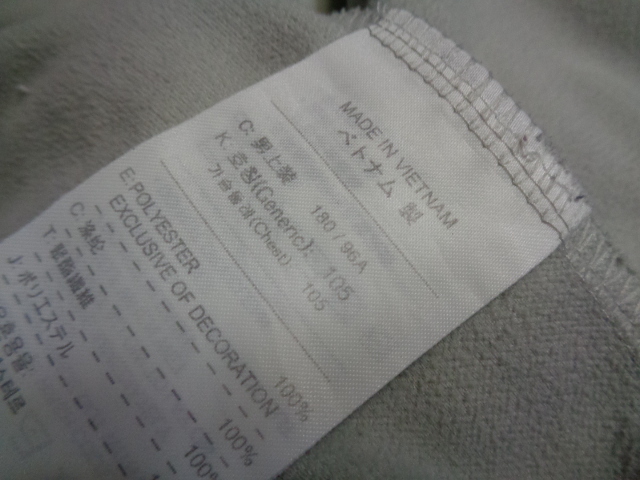 MADE IN VIETNAM
ベトナム 製
C: 男上装 180 / 96A
K: 호칭(Generic): 105
가슴둘레(Chest): 105
E:POLYESTER 100%
EXCLUSIVE OF DECORATION
C: 涤纶 100%
T: 聚酯纖維 100%
J: ポリエステル